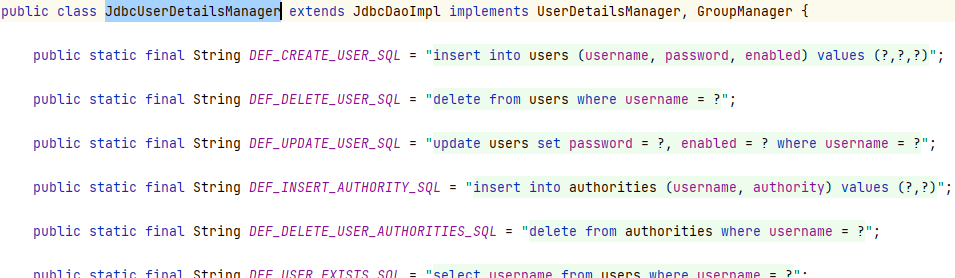 public class JdbcUserDetailsManager extends JdbcDaoImpl implements UserDetailsManager, GroupManager {
public static final String DEF_CREATE_USER_SQL = "insert into users (username, password, enabled) values (?,?,?)";
public static final String DEF_DELETE_USER_SQL = "delete from users where username = ?";
public static final String DEF_UPDATE_USER_SQL = "update users set password = ?, enabled = ? where username = ?";
public static final String DEF_INSERT_AUTHORITY_SQL = "insert into authorities (username, authority) values (?,?)";
public static final String DEF_DELETE_USER_AUTHORITIES_SQL = "delete from authorities where username = ?";
public static final String DEF_USER_EXISTS_SQL = "select username from users where username = ?";